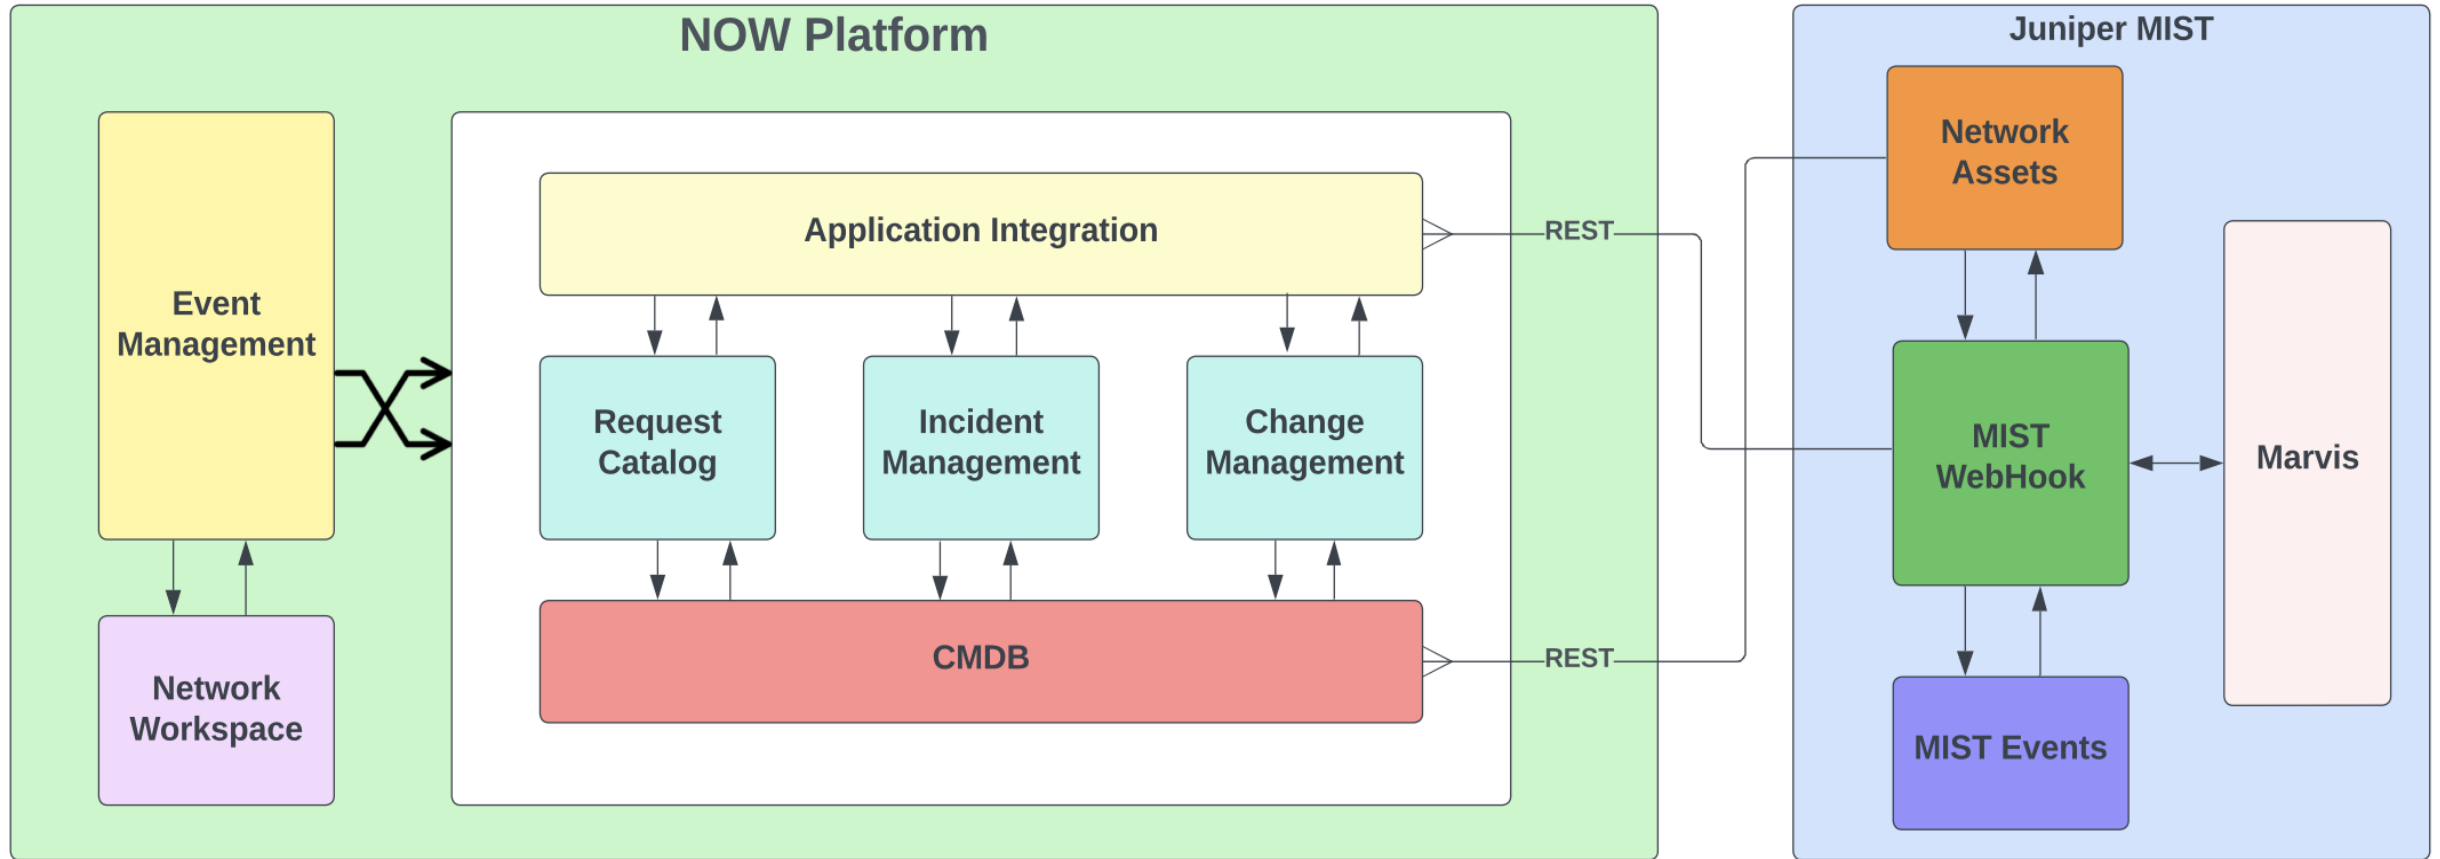 NOW Platform
Event
Management
Network
Workspace
Application Integration
Request
Catalog
Incident
Management
Change
Management
CMDB
REST
REST
Juniper MIST
Network
Assets
MIST
WebHook
Marvis
MIST Events